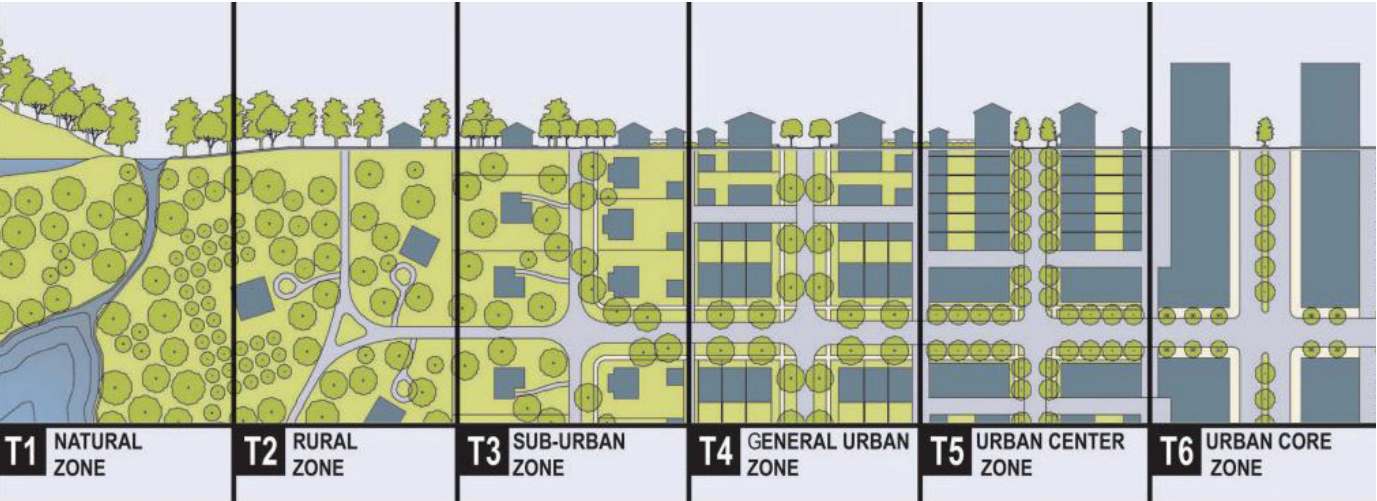 T1 NATURAL
ZONE
T2 RURAL
ZONE
T3 SUB-URBAN
ZONE
T4 GENERAL URBAN
ZONE
T5 URBAN CENTER
ZONE
T6 URBAN CORE
ZONE